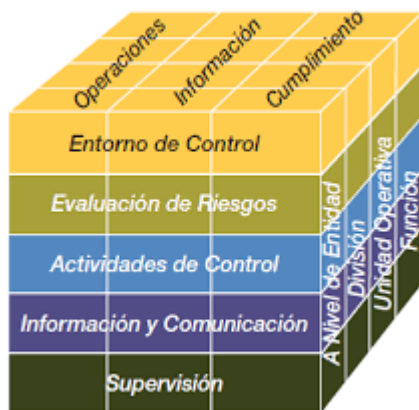 Operaciones
Información
Cumplimiento
Entorno de Control
Evaluación de Riesgos
Actividades de Control
Información y Comunicación
Supervisión
A Nivel de Entidad
División
Unidad Operativa
Función